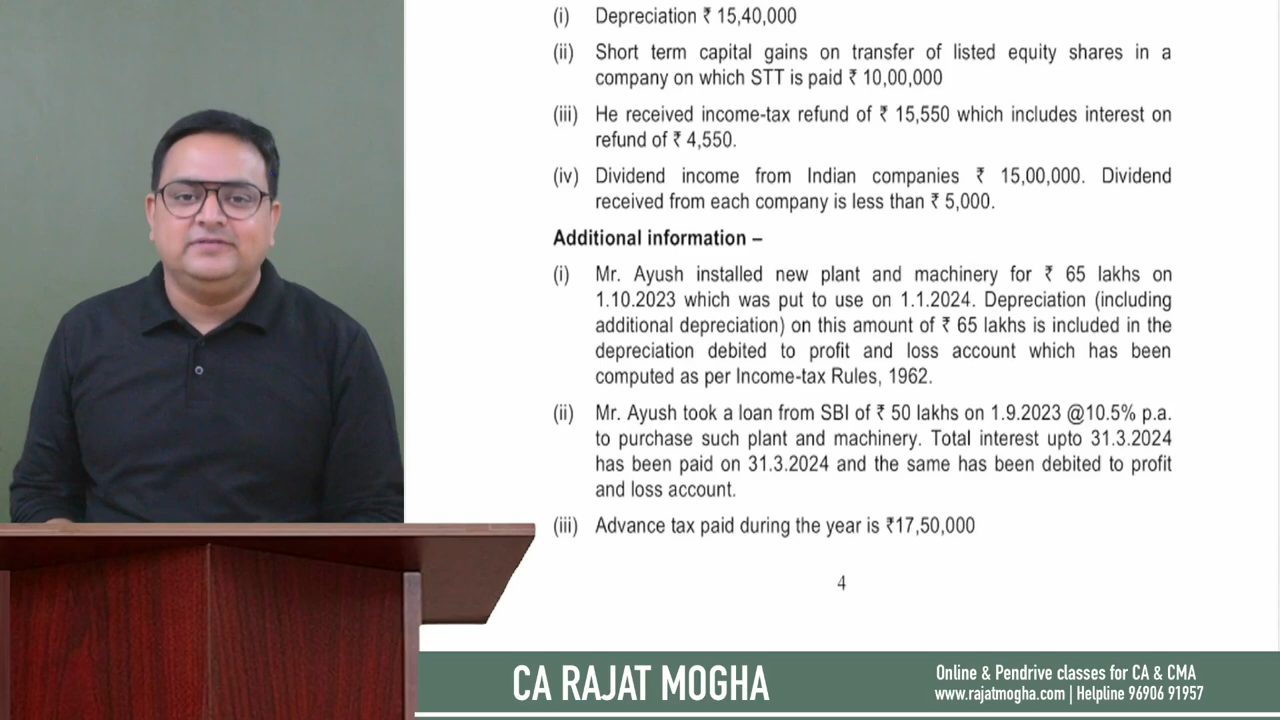 (i) Depreciation ₹ 15,40,000
(ii) Short term capital gains on transfer of listed equity shares in a
company on which STT is paid ₹ 10,00,000
(iii) He received income-tax refund of ₹ 15,550 which includes interest on
refund of ₹ 4,550.
(iv) Dividend income from Indian companies ₹ 15,00,000. Dividend
received from each company is less than ₹ 5,000.
Additional information –
(i) Mr. Ayush installed new plant and machinery for ₹ 65 lakhs on
1.10.2023 which was put to use on 1.1.2024. Depreciation (including
additional depreciation) on this amount of ₹ 65 lakhs is included in the
depreciation debited to profit and loss account which has been
computed as per Income-tax Rules, 1962.
(ii) Mr. Ayush took a loan from SBI of ₹ 50 lakhs on 1.9.2023 @10.5% p.a.
to purchase such plant and machinery. Total interest upto 31.3.2024
has been paid on 31.3.2024 and the same has been debited to profit
and loss account.
(iii) Advance tax paid during the year is ₹17,50,000
4
CA RAJAT MOGHA
Online & Pendrive classes for CA & CMA
www.rajatmogha.com | Helpline 96906 91957